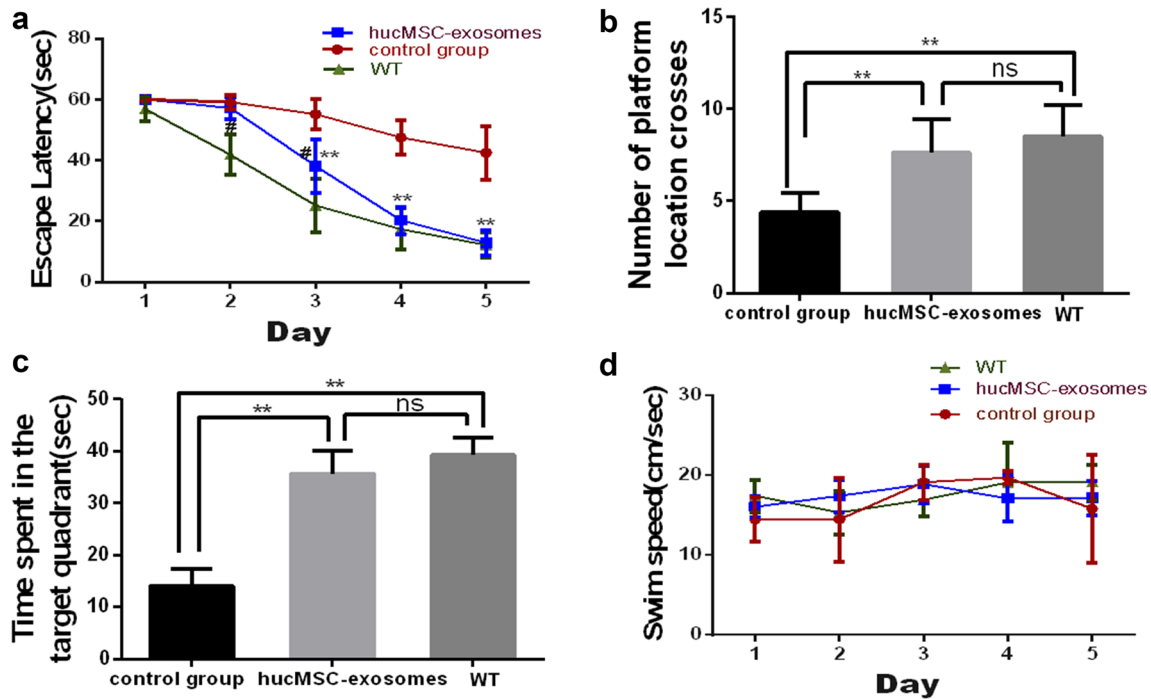 a
Escape Latency(sec)
80
60
40
20
0
hucMSC-exosomes
control group
WT
#
# **
**
**
1 2 3 4 5
Day
b
Number of platform
location crosses
15
10
5
0
**
** ns
control group hucMSC-exosomes WT
c
Time spent in the
target quadrant(sec)
50
40
30
20
10
0
**
** ns
control group hucMSC-exosomes WT
d
Swim speed(cm/sec)
30
20
10
0
WT
hucMSC-exosomes
control group
1 2 3 4 5
Day